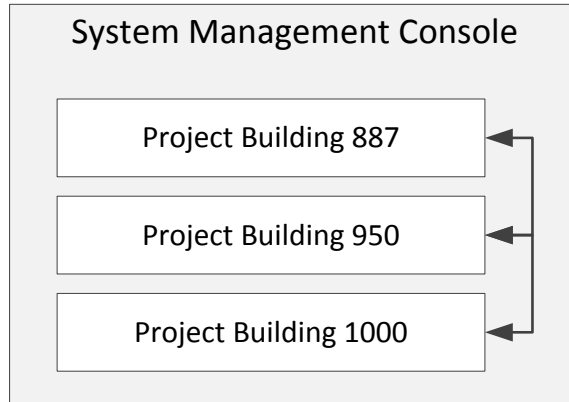 System Management Console
Project Building 887
Project Building 950
Project Building 1000